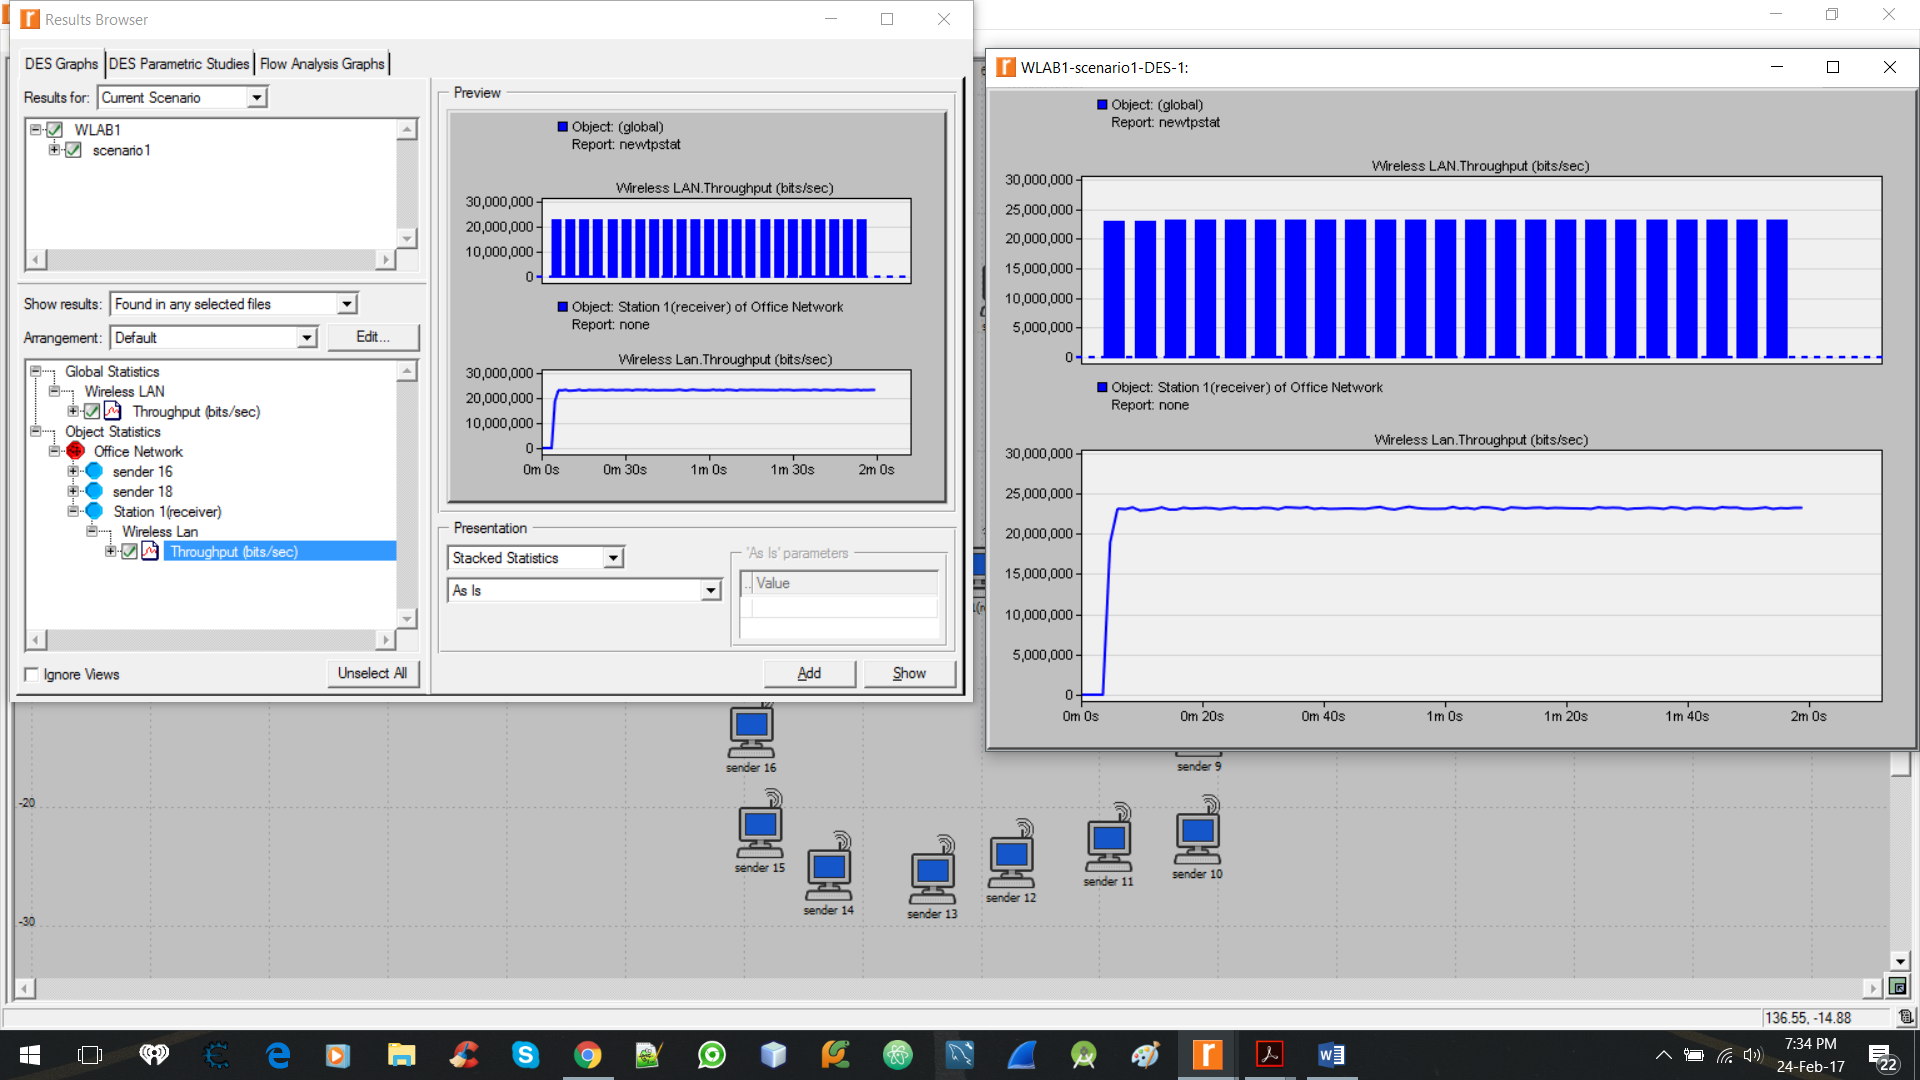 Results Browser
DES Graphs DES Parametric Studies Flow Analysis Graphs
Results for: Current Scenario
WLAB1
scenario1
Show results: Found in any selected files
Arrangement: Default Edit...
Global Statistics
Wireless LAN
Throughput (bits/sec)
Object Statistics
Office Network
sender 16
sender 18
Station 1(receiver)
Wireless Lan
Throughput (bits/sec)
Ignore Views Unselect All
Preview
Object: (global)
Report: newtpstat
Wireless LAN.Throughput (bits/sec)
30,000,000
20,000,000
10,000,000
0
Object: Station 1(receiver) of Office Network
Report: none
Wireless Lan.Throughput (bits/sec)
30,000,000
20,000,000
10,000,000
0
0m 0s 0m 30s 1m 0s 1m 30s 2m 0s
Presentation
Stacked Statistics
As Is
'As Is' parameters
.. Value
Add Show
WLAB1-scenario1-DES-1:
Object: (global)
Report: newtpstat
Wireless LAN.Throughput (bits/sec)
30,000,000
25,000,000
20,000,000
15,000,000
10,000,000
5,000,000
0
Object: Station 1(receiver) of Office Network
Report: none
Wireless Lan.Throughput (bits/sec)
30,000,000
25,000,000
20,000,000
15,000,000
10,000,000
5,000,000
0
0m 0s 0m 20s 0m 40s 1m 0s 1m 20s 1m 40s 2m 0s
sender 16
sender 9
-20
sender 15
sender 14
sender 13
sender 12
sender 11
sender 10
-30
136.55, -14.88
7:34 PM
24-Feb-17
22